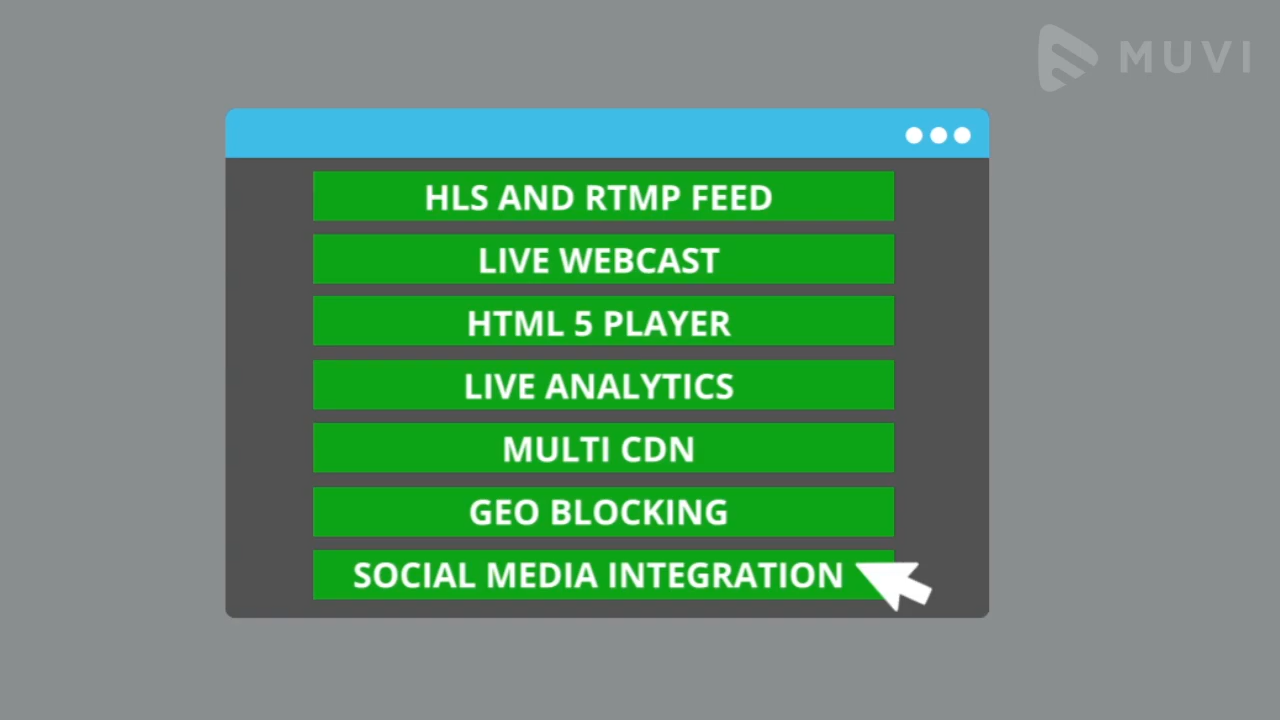 MUVI
HLS AND RTMP FEED
LIVE WEBCAST
HTML 5 PLAYER
LIVE ANALYTICS
MULTI CDN
GEO BLOCKING
SOCIAL MEDIA INTEGRATION